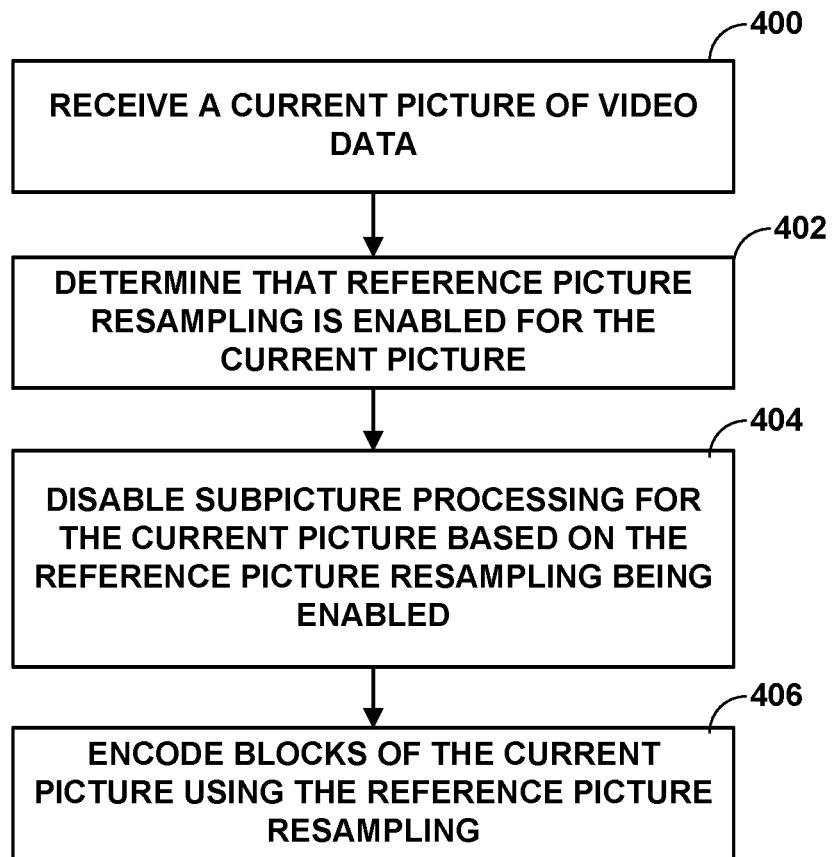 400
RECEIVE A CURRENT PICTURE OF VIDEO
DATA
402
DETERMINE THAT REFERENCE PICTURE
RESAMPLING IS ENABLED FOR THE
CURRENT PICTURE
404
DISABLE SUBPICTURE PROCESSING FOR
THE CURRENT PICTURE BASED ON THE
REFERENCE PICTURE RESAMPLING BEING
ENABLED
406
ENCODE BLOCKS OF THE CURRENT
PICTURE USING THE REFERENCE PICTURE
RESAMPLING